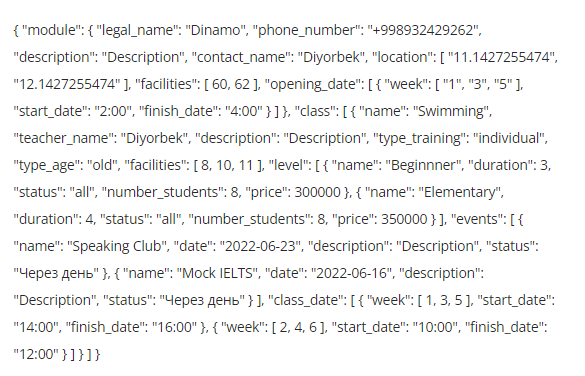 { "module": { "legal_name": "Dinamo", "phone_number": "+998932429262",
"description": "Description", "contact_name": "Diyorbek", "location": [ "11.1427255474",
"12.1427255474" ], "facilities": [ 60, 62 ], "opening_date": [ { "week": [ "1", "3", "5" ],
"start_date": "2:00", "finish_date": "4:00" } ] }, "class": [ { "name": "Swimming",
"teacher_name": "Diyorbek", "description": "Description", "type_training": "individual",
"type_age": "old", "facilities": [ 8, 10, 11 ], "level": [ { "name": "Beginnner", "duration": 3,
"status": "all", "number_students": 8, "price": 300000 }, { "name": "Elementary",
"duration": 4, "status": "all", "number_students": 8, "price": 350000 } ], "events": [ {
"name": "Speaking Club", "date": "2022-06-23", "description": "Description", "status":
"Через день" }, { "name": "Mock IELTS", "date": "2022-06-16", "description":
"Description", "status": "Через день" } ], "class_date": [ { "week": [ 1, 3, 5 ], "start_date":
"14:00", "finish_date": "16:00" }, { "week": [ 2, 4, 6 ], "start_date": "10:00", "finish_date":
"12:00" } ] } ] }